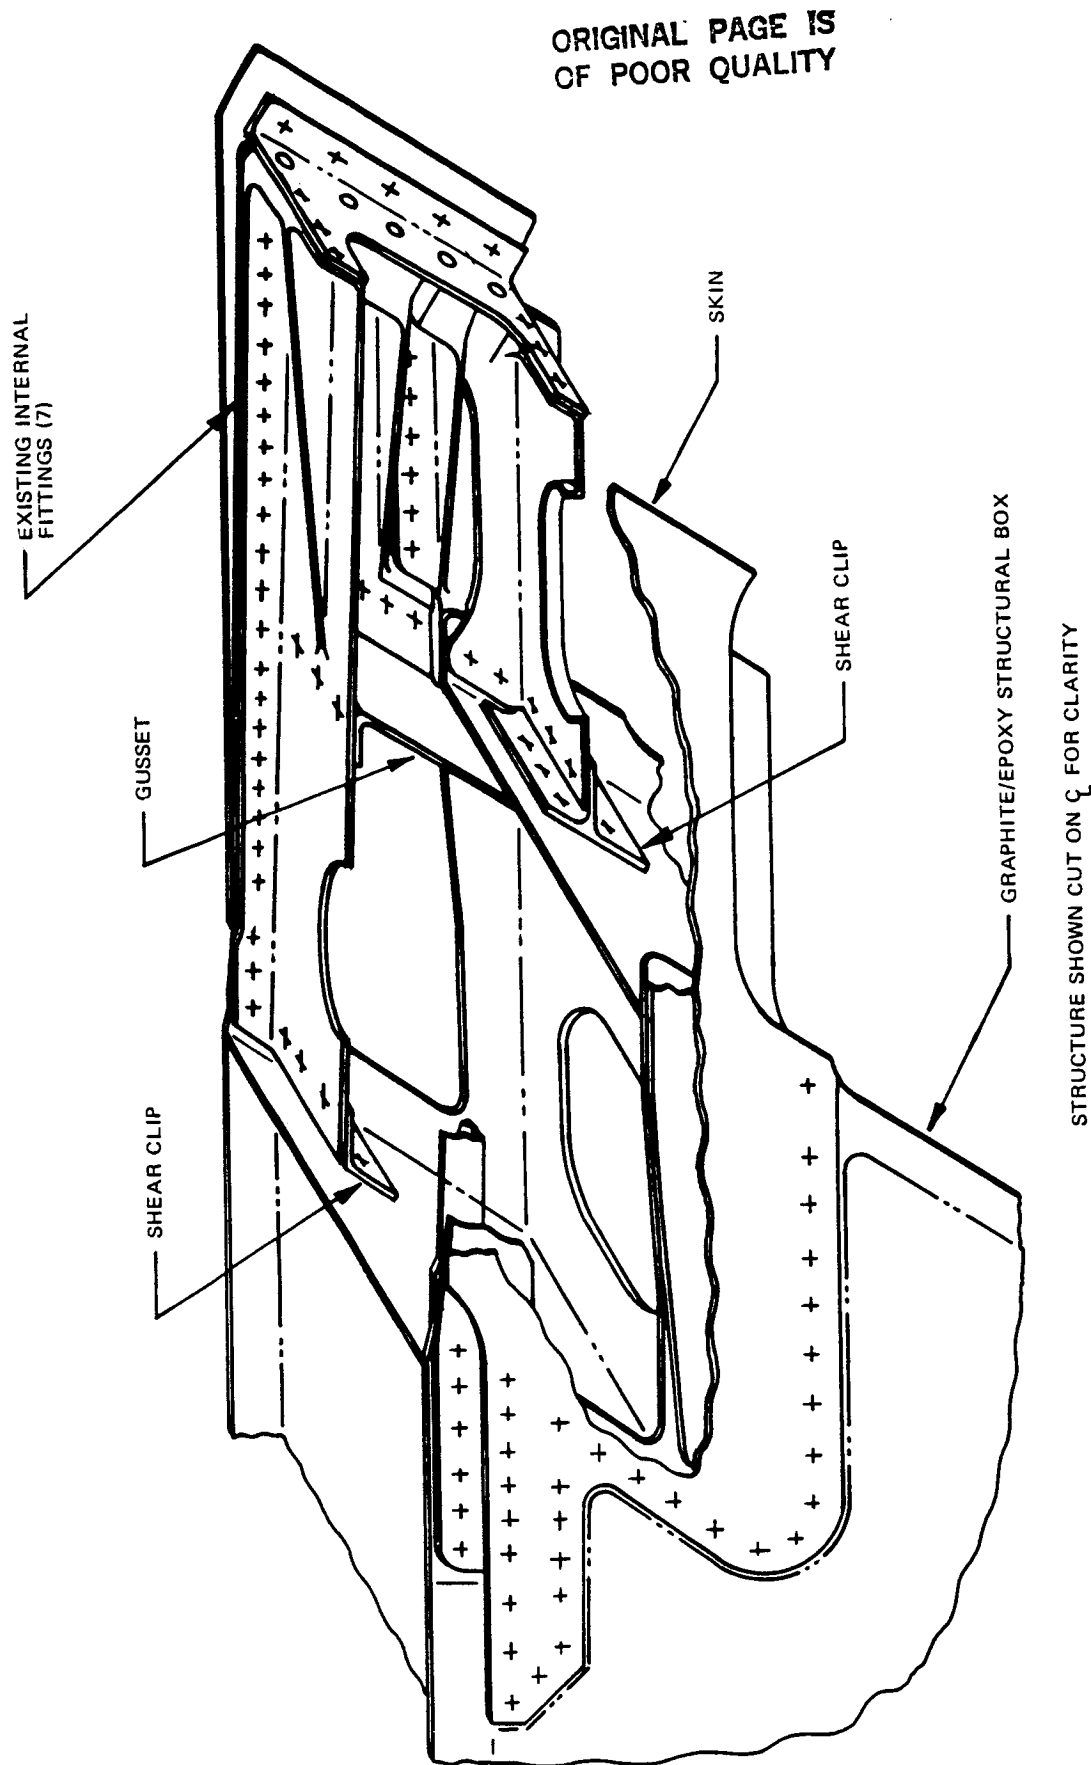 ORIGINAL PAGE IS
OF POOR QUALITY
EXISTING INTERNAL
FITTINGS (7)
GUSSET
SHEAR CLIP
SKIN
SHEAR CLIP
GRAPHITE/EPOXY STRUCTURAL BOX
STRUCTURE SHOWN CUT ON ℄ FOR CLARITY